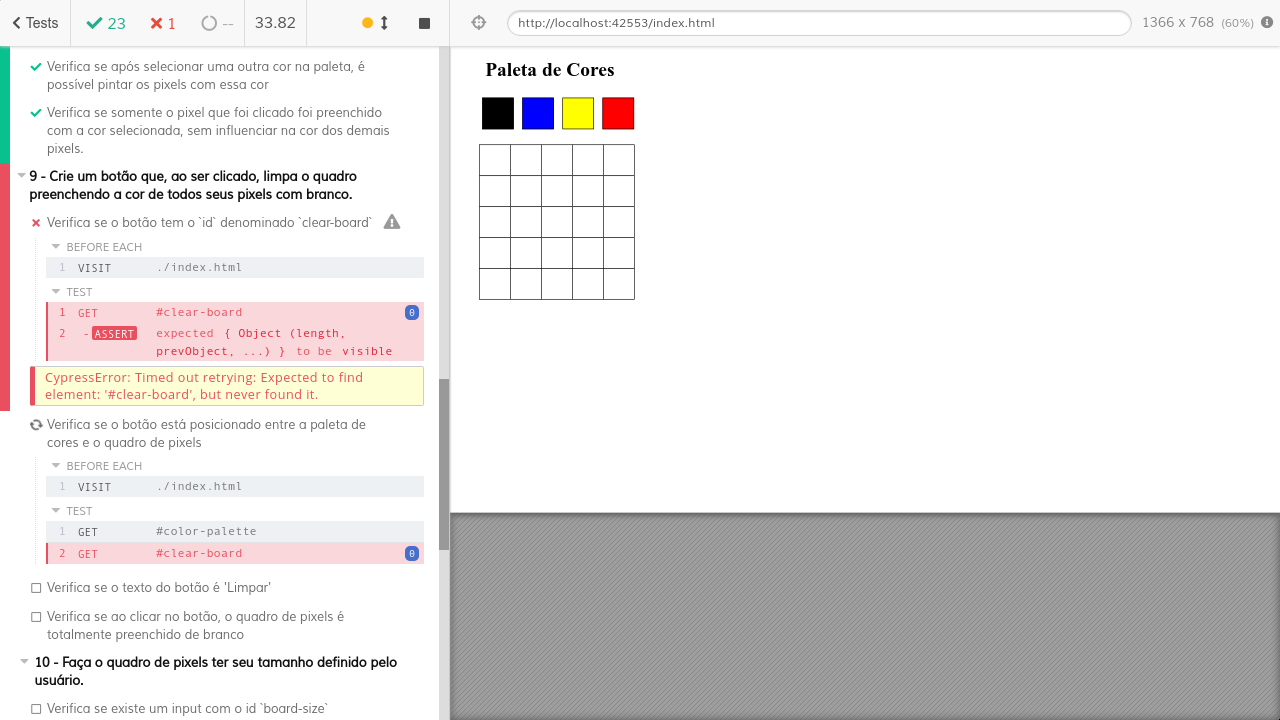 Tests
23
1
--
33.82
http://localhost:42553/index.html
1366 x 768 (60%)
Verifica se após selecionar uma outra cor na paleta, é
possível pintar os pixels com essa cor
Verifica se somente o pixel que foi clicado foi preenchido
com a cor selecionada, sem influenciar na cor dos demais
pixels.
9 - Crie um botão que, ao ser clicado, limpa o quadro
preenchendo a cor de todos seus pixels com branco.
Verifica se o botão tem o `id` denominado `clear-board`
BEFORE EACH
1 VISIT ./index.html
TEST
1 GET #clear-board 0
2 -ASSERT expected { Object (length,
prevObject, ...) } to be visible
CypressError: Timed out retrying: Expected to find
element: '#clear-board', but never found it.
Verifica se o botão está posicionado entre a paleta de
cores e o quadro de pixels
BEFORE EACH
1 VISIT ./index.html
TEST
1 GET #color-palette
2 GET #clear-board 0
Verifica se o texto do botão é 'Limpar'
Verifica se ao clicar no botão, o quadro de pixels é
totalmente preenchido de branco
10 - Faça o quadro de pixels ter seu tamanho definido pelo
usuário.
Verifica se existe um input com o id `board-size`
Paleta de Cores